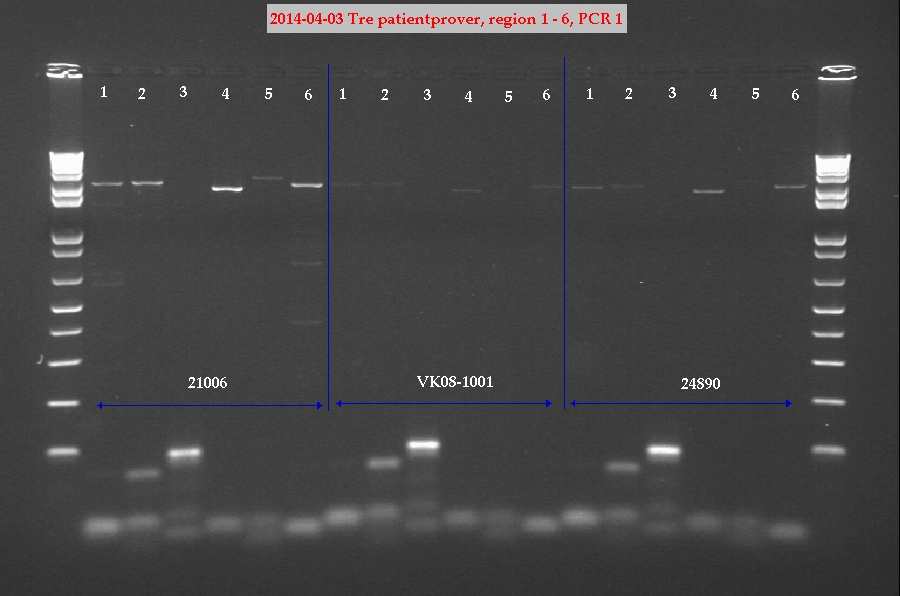 2014-04-03 Tre patientprover, region 1 - 6, PCR 1
1 2 3 4 5 6 1 2 3 4 5 6 1 2 3 4 5 6
21006 VK08-1001 24890